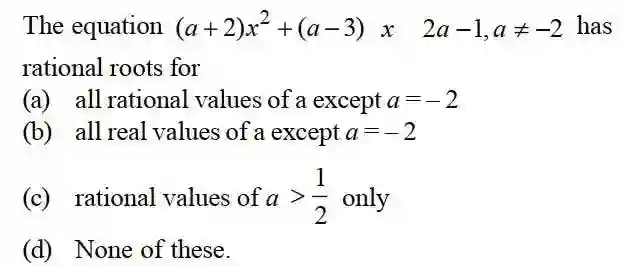 The equation (a + 2)x² + (a – 3) x 2a – 1, a ≠ –2 has
rational roots for
(a) all rational values of a except a = – 2
(b) all real values of a except a = – 2
(c) rational values of a > 1/2 only
(d) None of these.